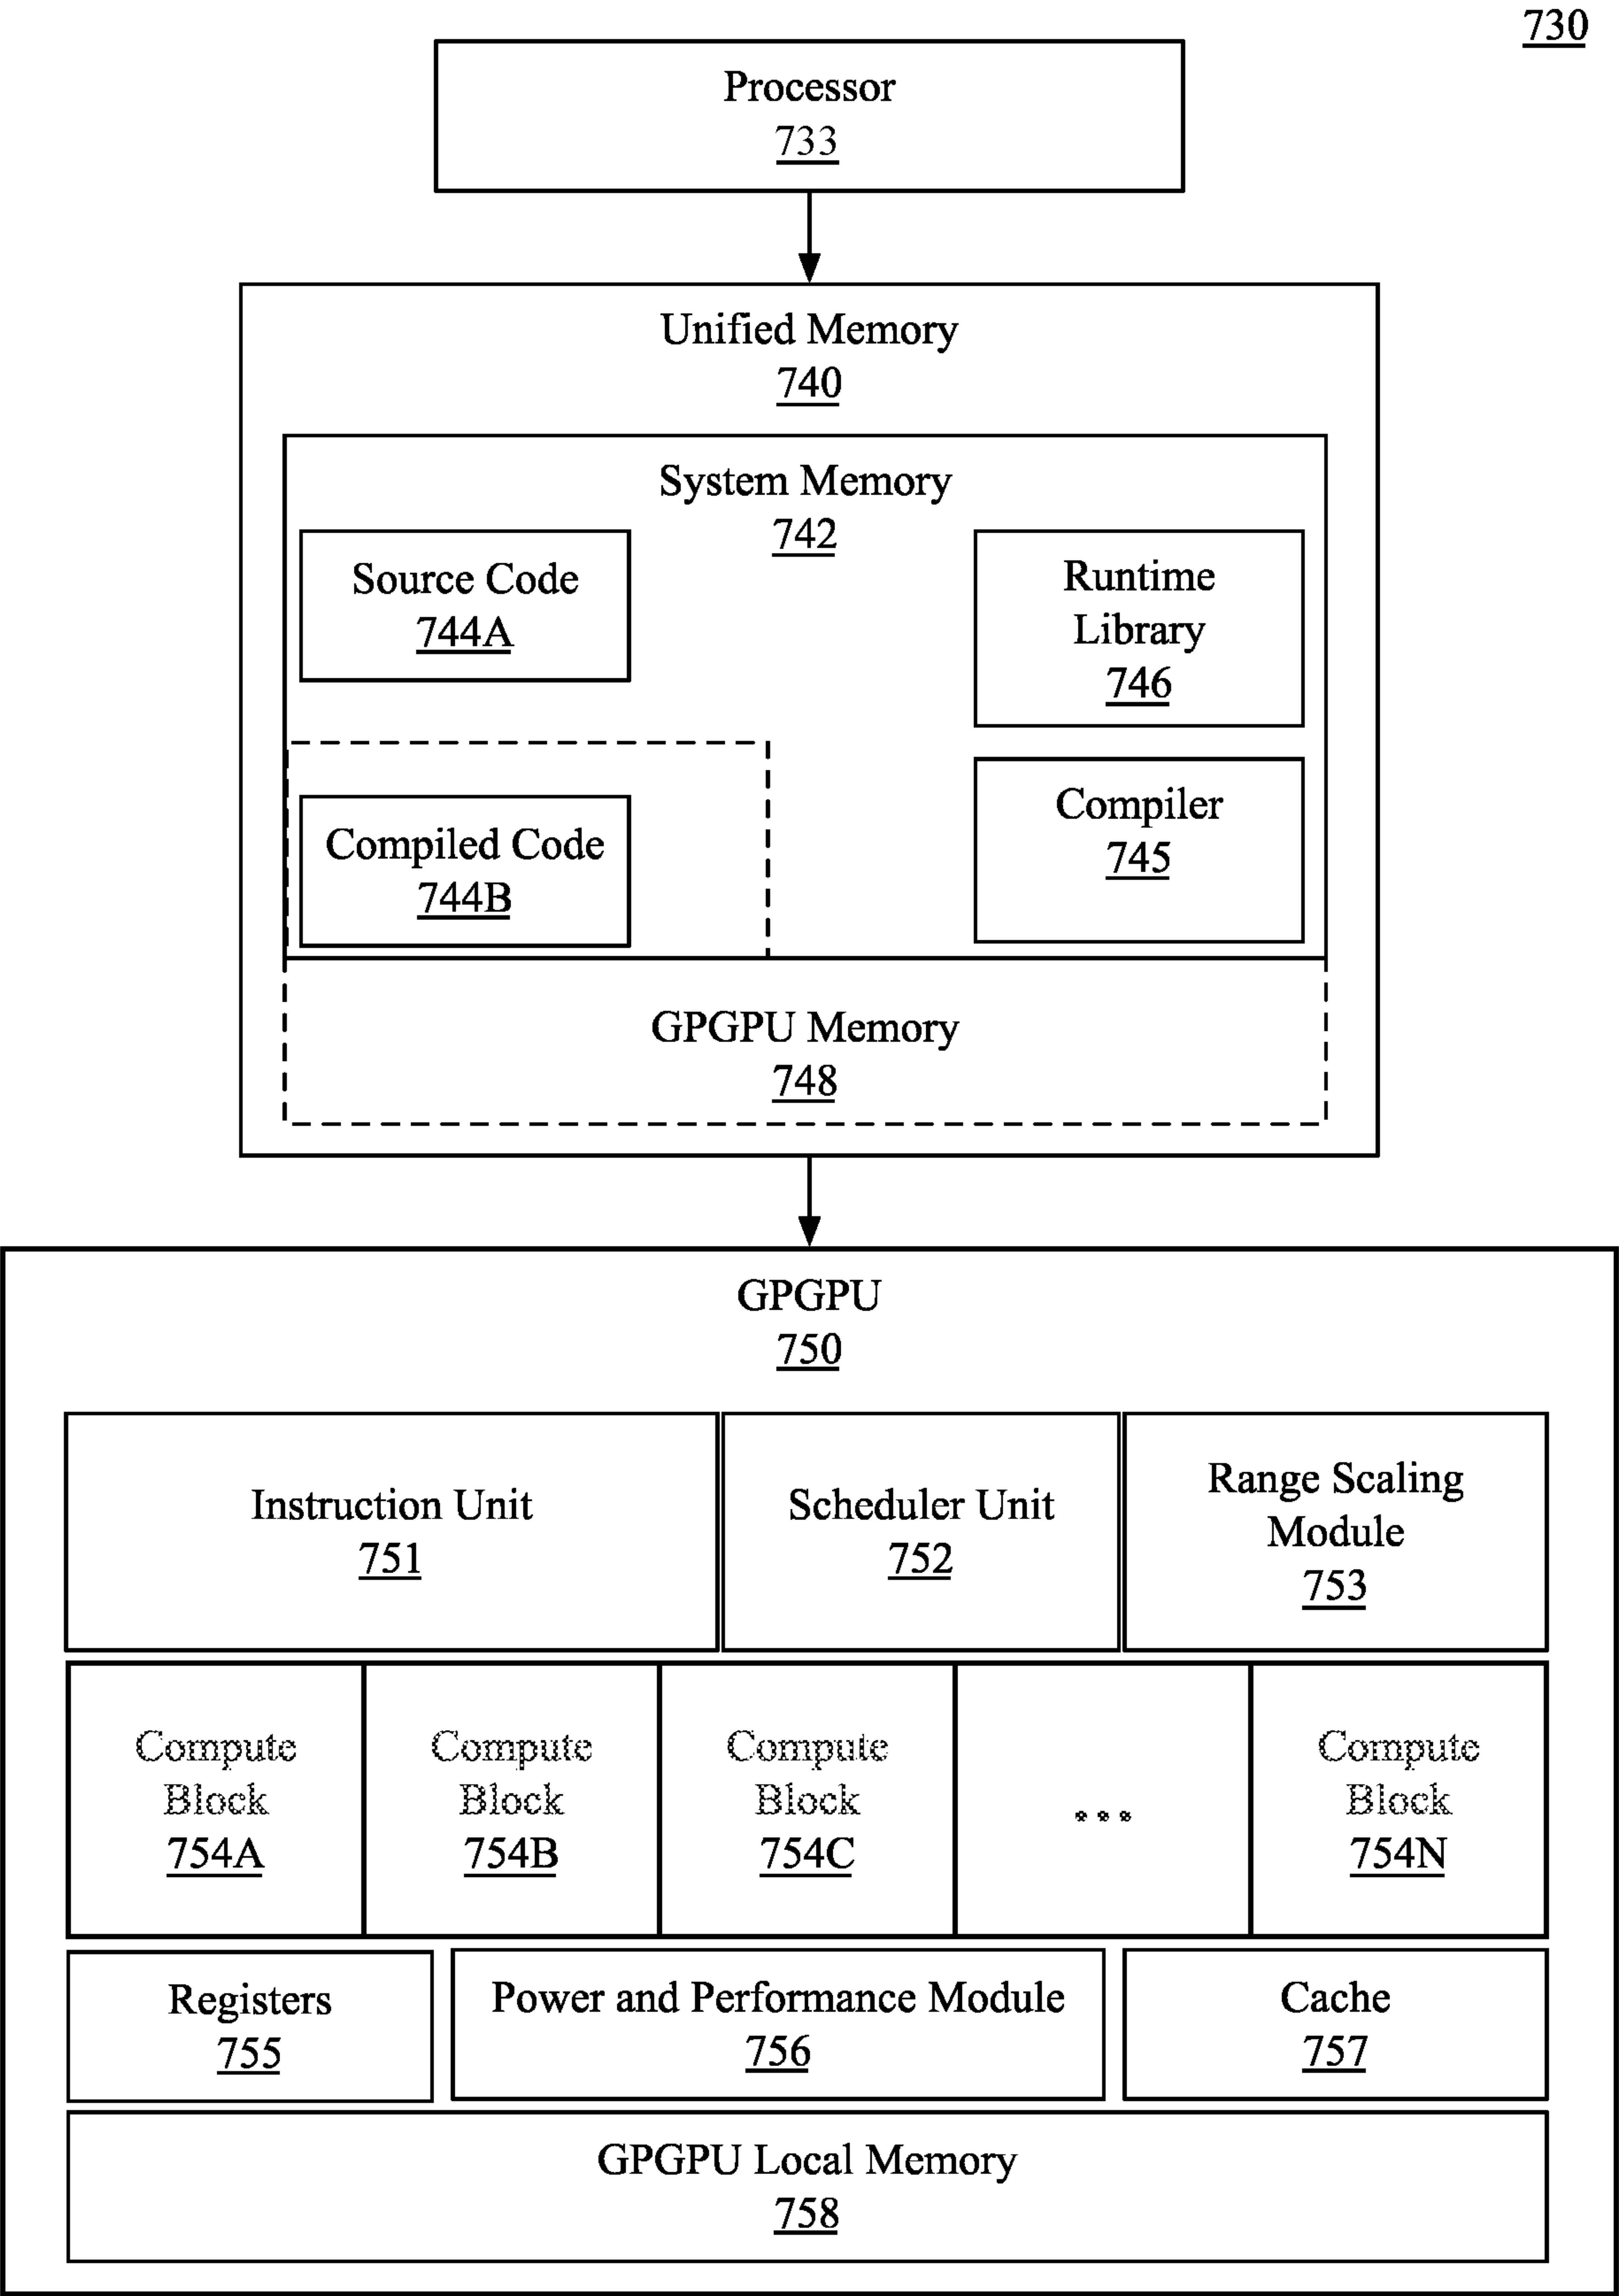 730
Processor
733
Unified Memory
740
System Memory
742
Source Code
744A
Runtime
Library
746
Compiled Code
744B
Compiler
745
GPGPU Memory
748
GPGPU
750
Instruction Unit
751
Scheduler Unit
752
Range Scaling
Module
753
Compute
Block
754A
Compute
Block
754B
Compute
Block
754C
...
Compute
Block
754N
Registers
755
Power and Performance Module
756
Cache
757
GPGPU Local Memory
758